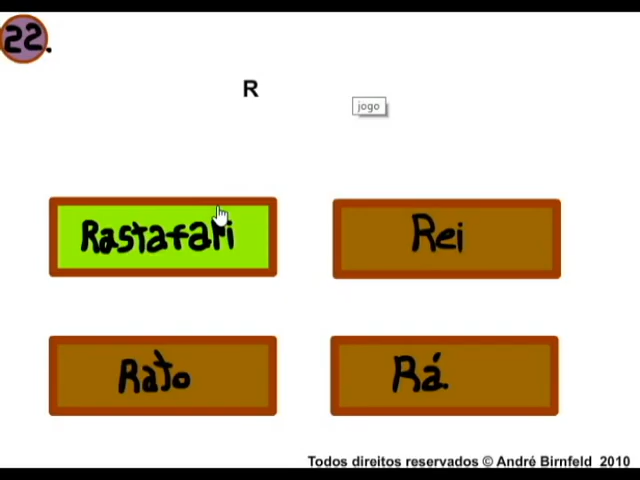 22.
R
jogo
Rastafari
Rei
Rato
Rá.
Todos direitos reservados © André Birnfeld 2010